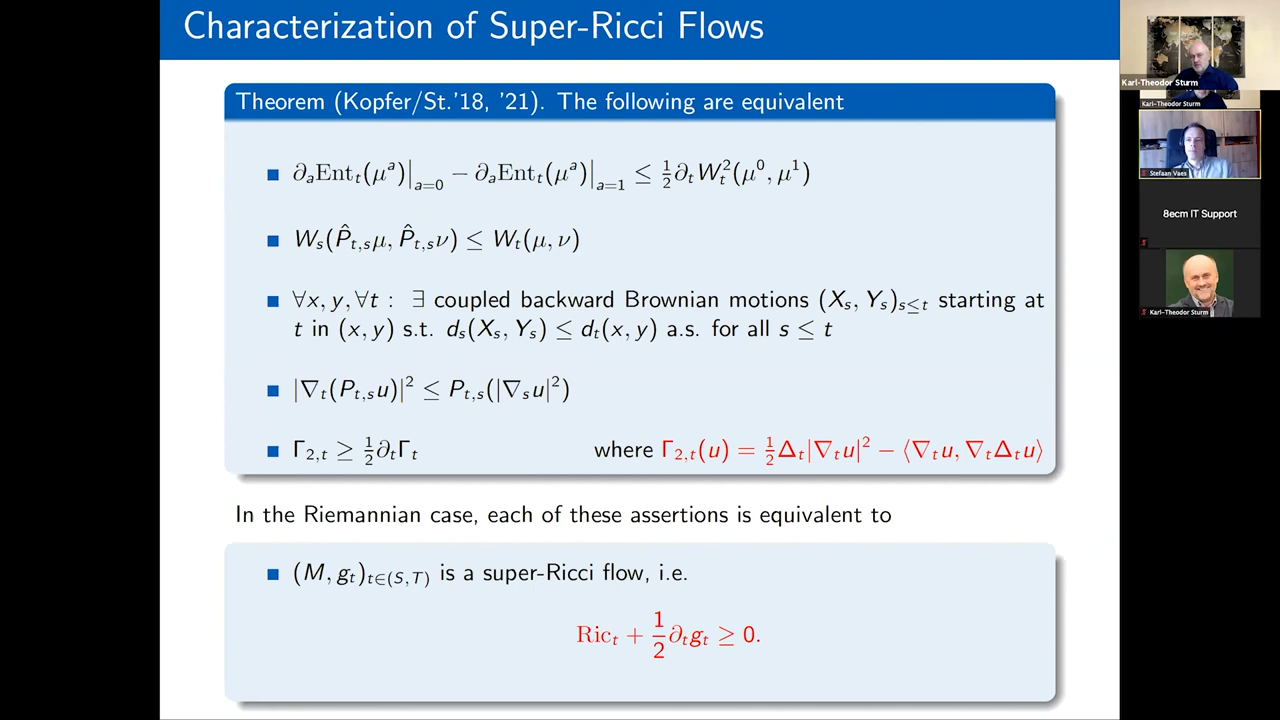 Characterization of Super-Ricci Flows
Theorem (Kopfer/St.'18, '21). The following are equivalent
∂ₐEntₜ(μᵃ)|ₐ₌₀ − ∂ₐEntₜ(μᵃ)|ₐ₌₁ ≤ ½∂ₜWₜ²(μ⁰, μ¹)
Wₛ(P̂ₜ,ₛμ, P̂ₜ,ₛν) ≤ Wₜ(μ, ν)
∀x, y, ∀t : ∃ coupled backward Brownian motions (Xₛ, Yₛ)ₛ≤ₜ starting at
t in (x, y) s.t. dₛ(Xₛ, Yₛ) ≤ dₜ(x, y) a.s. for all s ≤ t
|∇ₜ(Pₜ,ₛu)|² ≤ Pₜ,ₛ(|∇ₛu|²)
Γ₂,ₜ ≥ ½∂ₜΓₜ where Γ₂,ₜ(u) = ½Δₜ|∇ₜu|² − ⟨∇ₜu, ∇ₜΔₜu⟩
In the Riemannian case, each of these assertions is equivalent to
(M, gₜ)ₜ∈(S,T) is a super-Ricci flow, i.e.
Ricₜ + ½∂ₜgₜ ≥ 0.
Karl-Theodor Sturm
Karl-Theodor Sturm
Stefaan Vaes
8ecm IT Support
Karl-Theodor Sturm